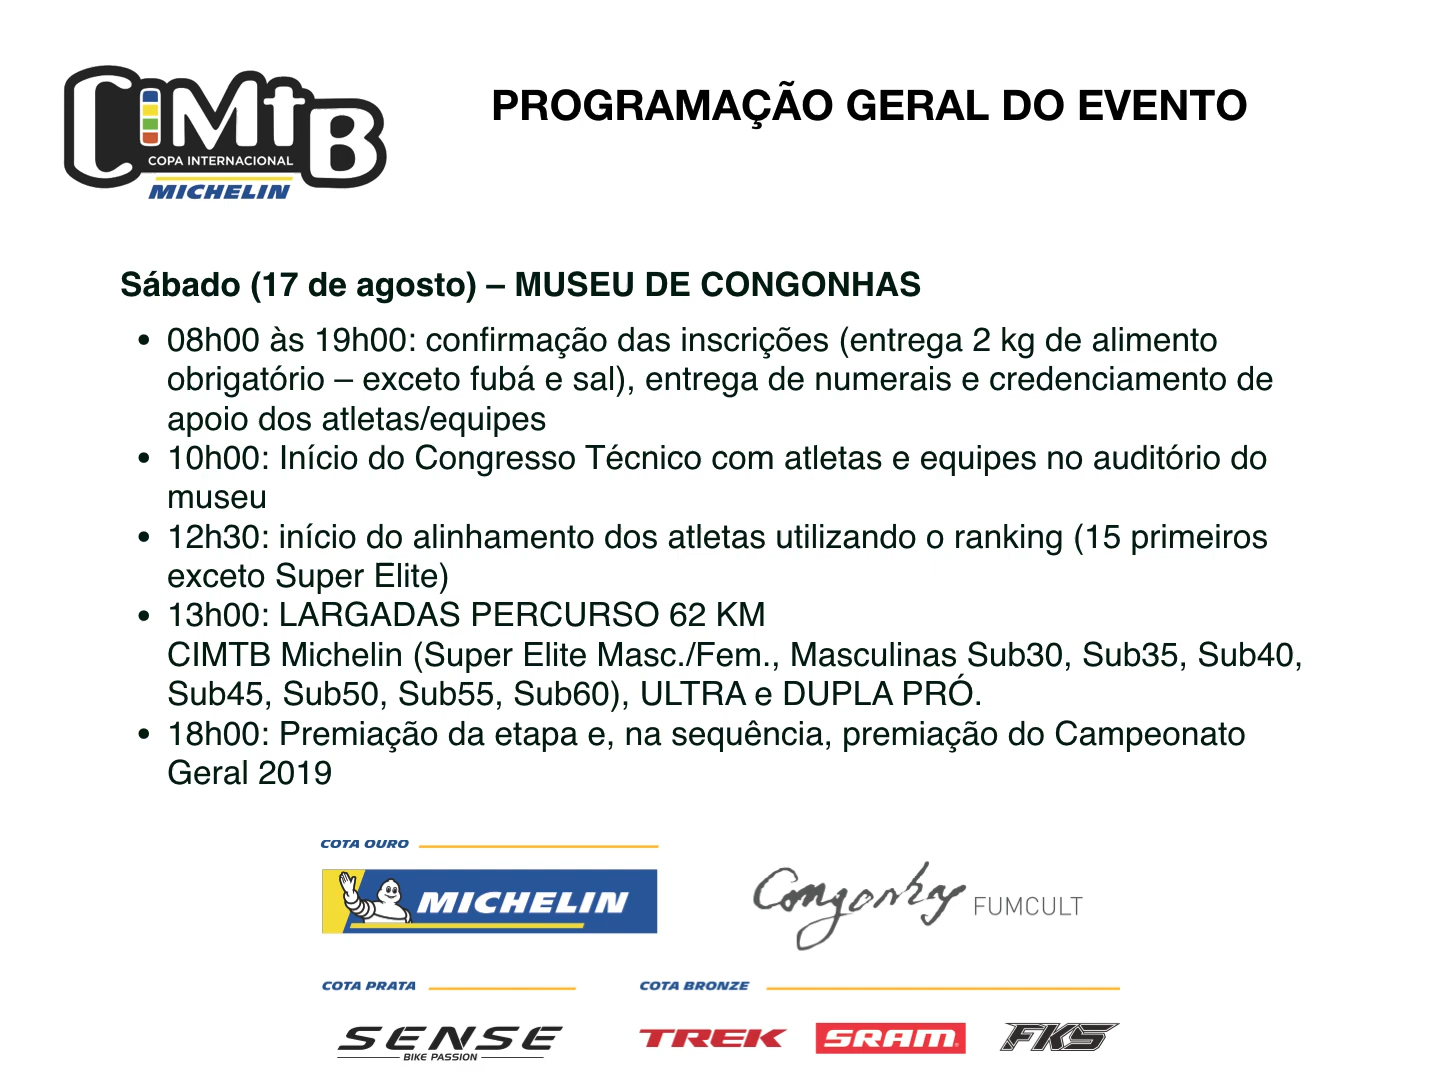 CIMTB
COPA INTERNACIONAL
MICHELIN
PROGRAMAÇÃO GERAL DO EVENTO
Sábado (17 de agosto) – MUSEU DE CONGONHAS
• 08h00 às 19h00: confirmação das inscrições (entrega 2 kg de alimento
obrigatório – exceto fubá e sal), entrega de numerais e credenciamento de
apoio dos atletas/equipes
• 10h00: Início do Congresso Técnico com atletas e equipes no auditório do
museu
• 12h30: início do alinhamento dos atletas utilizando o ranking (15 primeiros
exceto Super Elite)
• 13h00: LARGADAS PERCURSO 62 KM
CIMTB Michelin (Super Elite Masc./Fem., Masculinas Sub30, Sub35, Sub40,
Sub45, Sub50, Sub55, Sub60), ULTRA e DUPLA PRÓ.
• 18h00: Premiação da etapa e, na sequência, premiação do Campeonato
Geral 2019
COTA OURO
MICHELIN
Congonhas FUMCULT
COTA PRATA
COTA BRONZE
SENSE
BIKE PASSION
TREK
SRAM
FKS